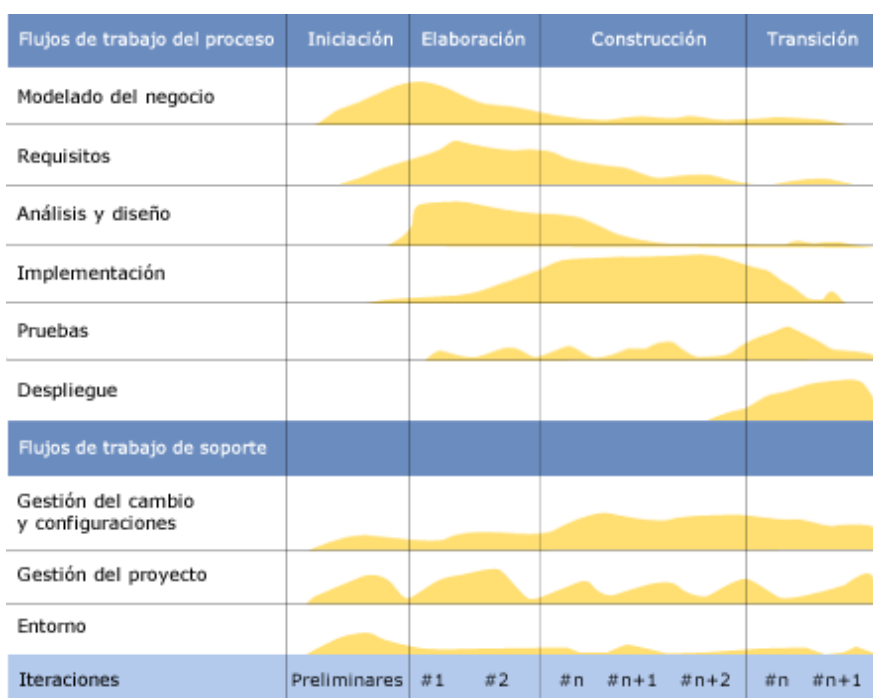 Flujos de trabajo del proceso Iniciación Elaboración Construcción Transición
Modelado del negocio
Requisitos
Análisis y diseño
Implementación
Pruebas
Despliegue
Flujos de trabajo de soporte
Gestión del cambio
y configuraciones
Gestión del proyecto
Entorno
Iteraciones Preliminares #1 #2 #n #n+1 #n+2 #n #n+1